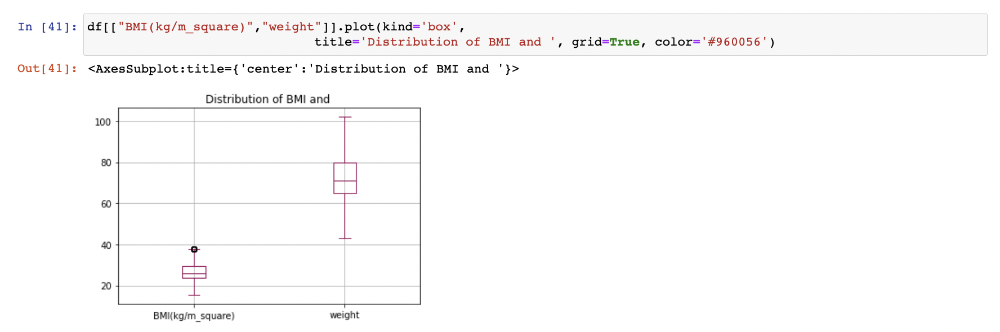 In [41]: df[["BMI(kg/m_square)","weight"]].plot(kind='box',
title='Distribution of BMI and ', grid=True, color='#960056')
Out[41]: <AxesSubplot:title={'center':'Distribution of BMI and '}>
Distribution of BMI and
100
80
60
40
20
BMI(kg/m_square) weight